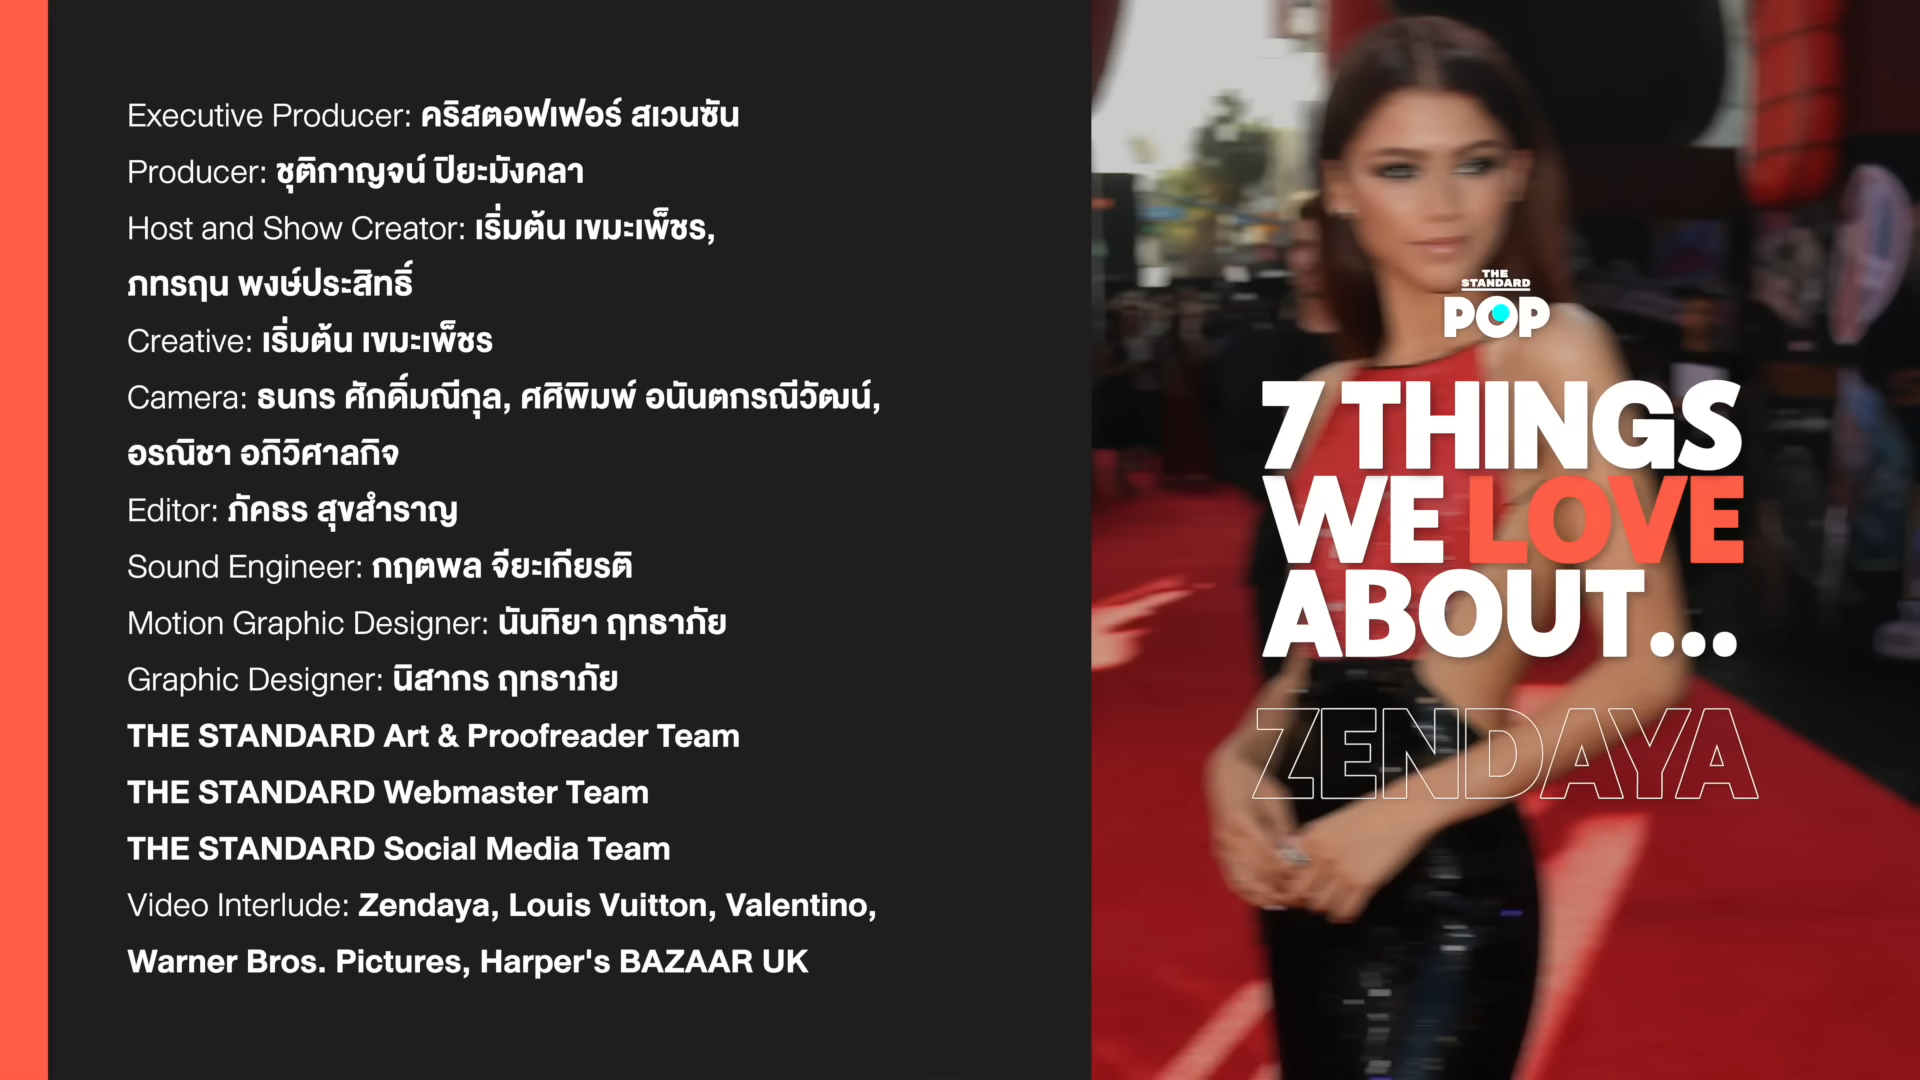 Executive Producer: คริสตอฟเฟอร์ สเวนซัน
Producer: ชุติกาญจน์ ปิยะมังคลา
Host and Show Creator: เริ่มต้น เขมะเพ็ชร,
ภทรฤน พงษ์ประสิทธิ์
Creative: เริ่มต้น เขมะเพ็ชร
Camera: ธนกร ศักดิ์มณีกุล, ศศิพิมพ์ อนันตกรณีวัฒน์,
อรณิชา อภิวิศาลกิจ
Editor: ภัคธร สุขสำราญ
Sound Engineer: กฤตพล จียะเกียรติ
Motion Graphic Designer: นันทิยา ฤทธาภัย
Graphic Designer: นิสากร ฤทธาภัย
THE STANDARD Art & Proofreader Team
THE STANDARD Webmaster Team
THE STANDARD Social Media Team
Video Interlude: Zendaya, Louis Vuitton, Valentino,
Warner Bros. Pictures, Harper's BAZAAR UK
THE
STANDARD
POP
7 THINGS
WE LOVE
ABOUT...
ZENDAYA